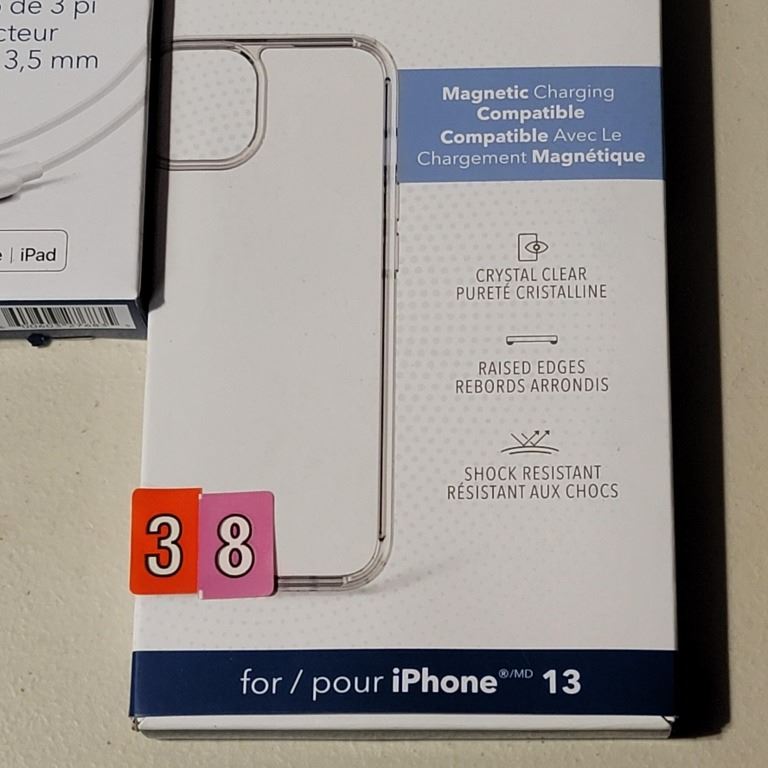 de 3 pi
cteur
3,5 mm
| iPad
Magnetic Charging
Compatible
Compatible Avec Le
Chargement Magnétique
CRYSTAL CLEAR
PURETÉ CRISTALLINE
RAISED EDGES
REBORDS ARRONDIS
SHOCK RESISTANT
RÉSISTANT AUX CHOCS
3 8
for / pour iPhone®/MD 13